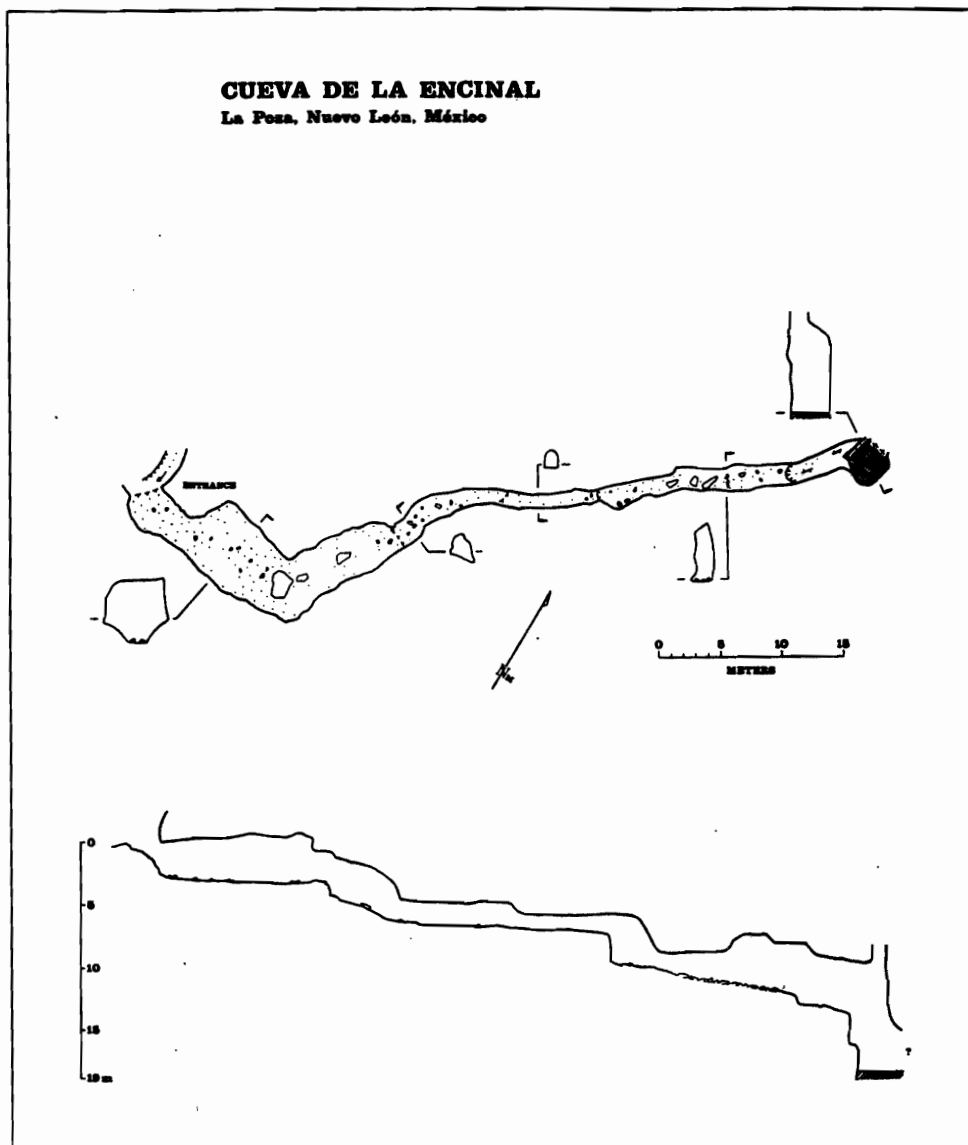 CUEVA DE LA ENCINAL
La Poza, Nuevo León, México
ENTRANCE
0 5 10 15
METERS
0
5
10
15
19 m
?